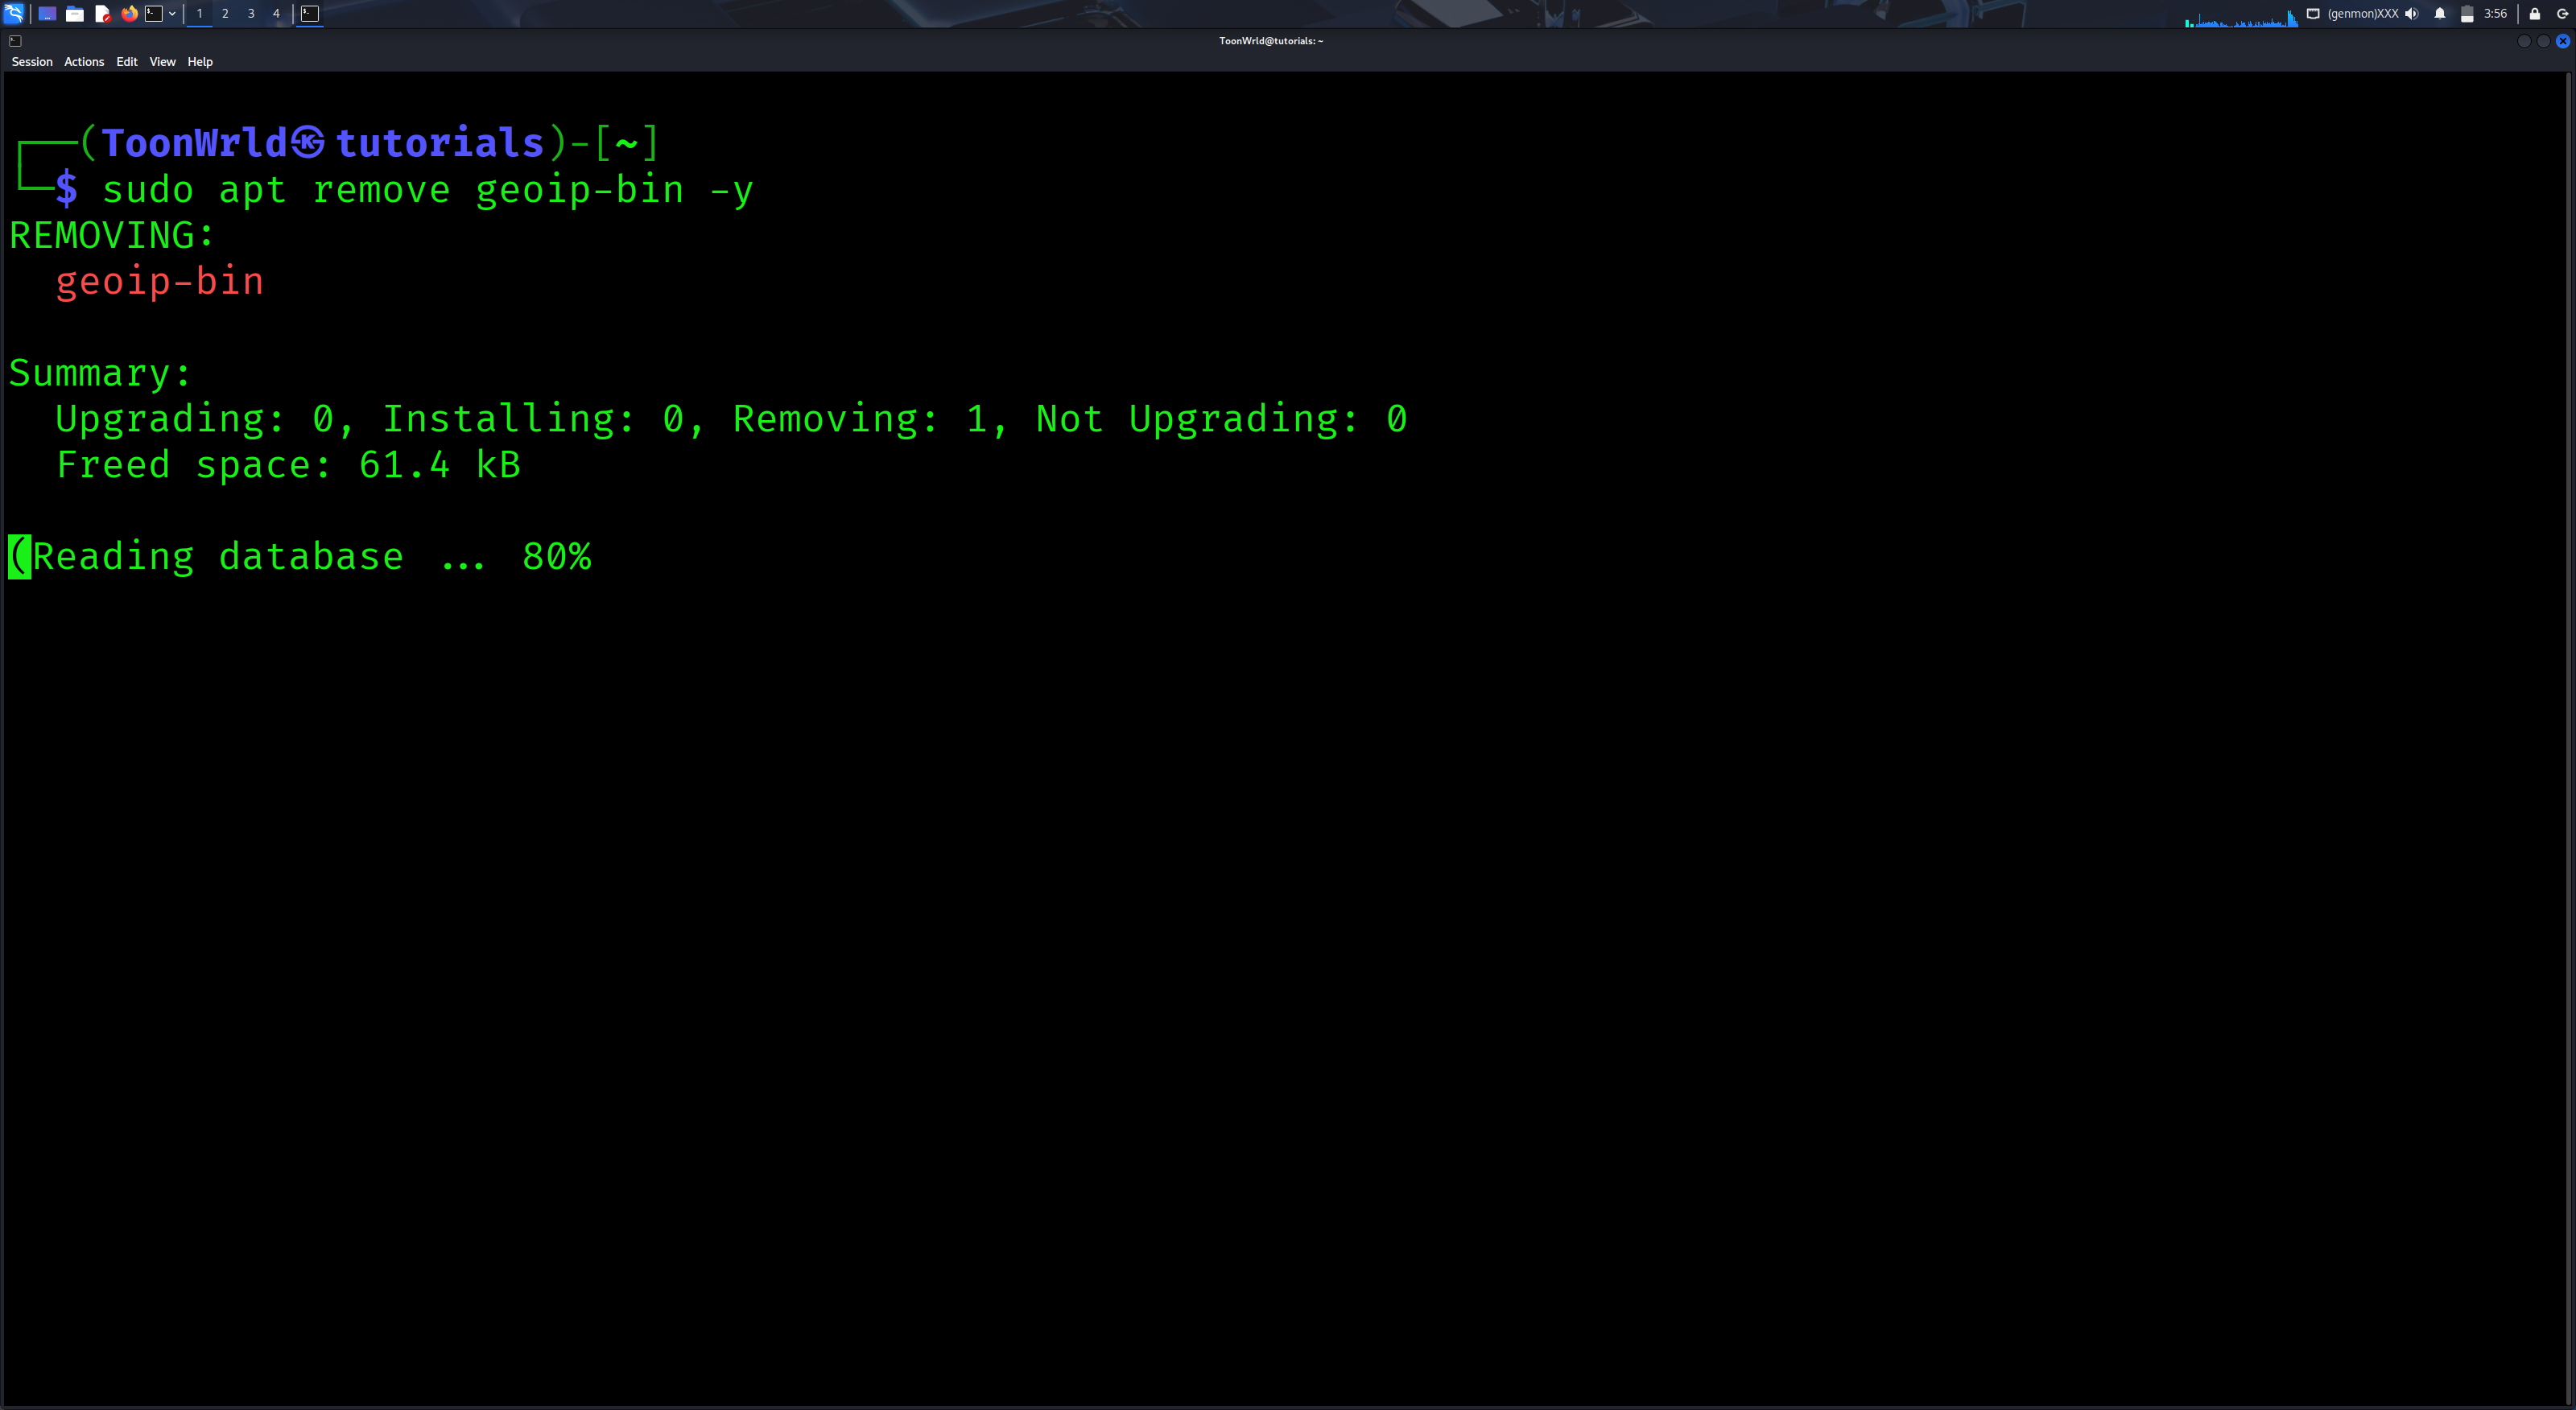 1 2 3 4 (genmon)XXX 3:56
ToonWrld@tutorials: ~
Session Actions Edit View Help
┌──(ToonWrld㉿tutorials)-[~]
└─$ sudo apt remove geoip-bin -y
REMOVING:
geoip-bin
Summary:
Upgrading: 0, Installing: 0, Removing: 1, Not Upgrading: 0
Freed space: 61.4 kB
(Reading database ... 80%